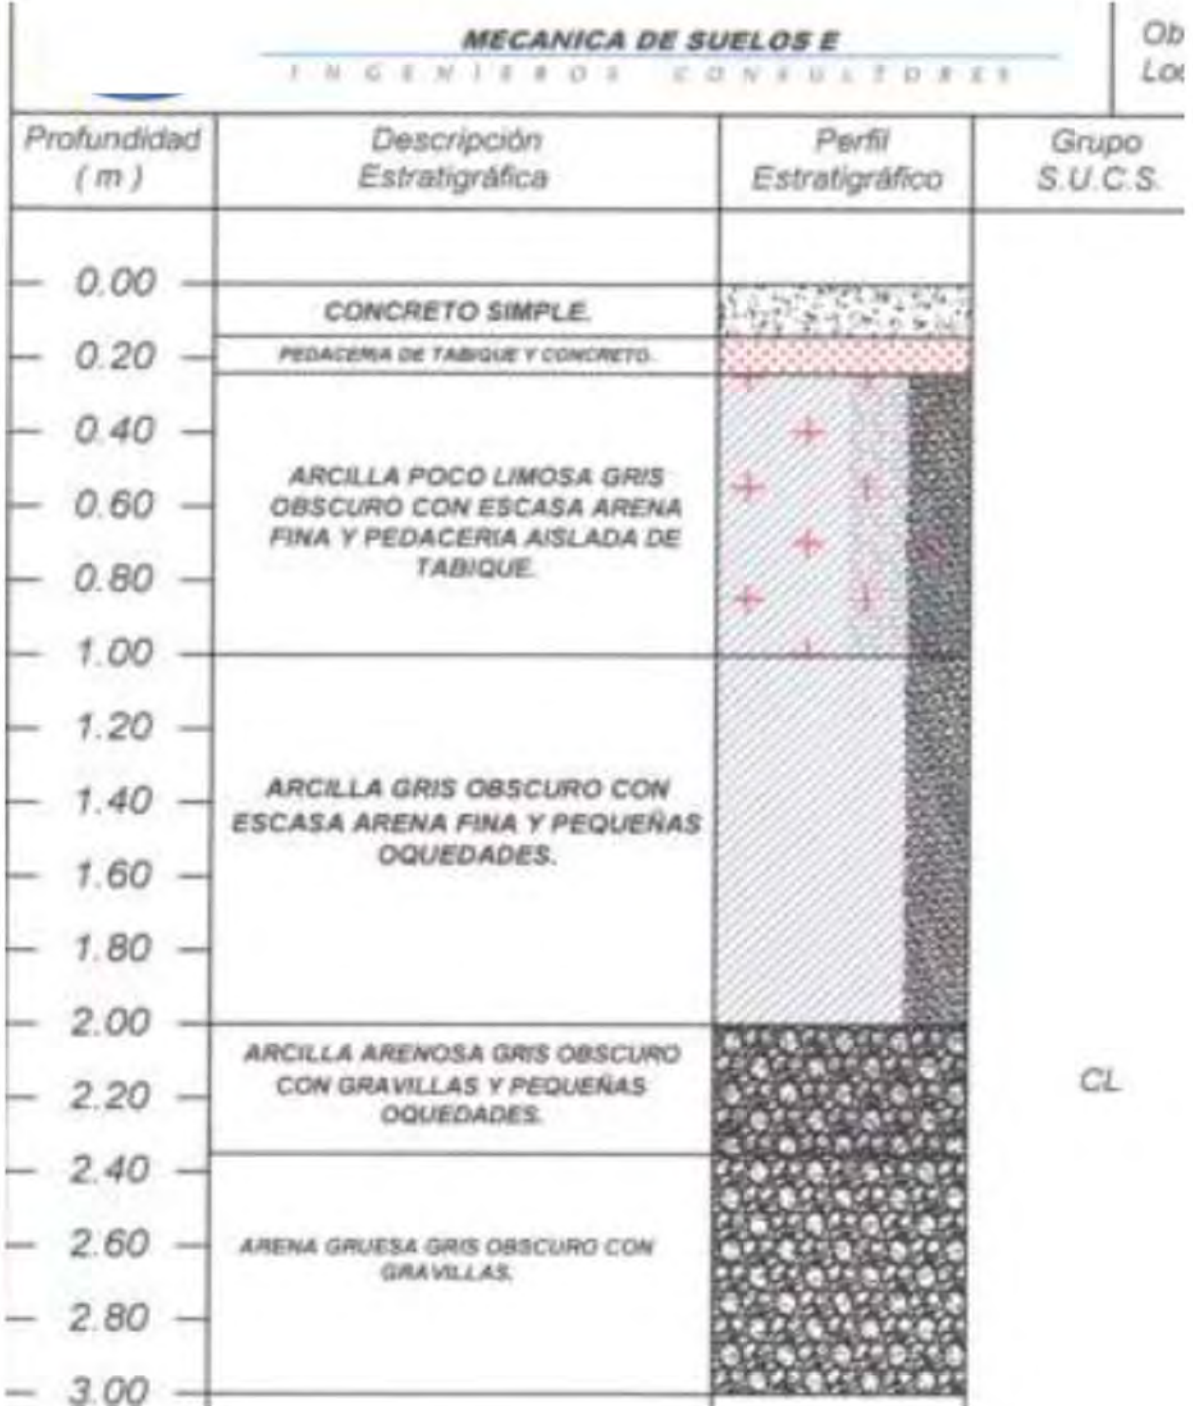 MECANICA DE SUELOS E
INGENIEROS CONSULTORES
Ob
Loc
Profundidad
( m )
Descripción
Estratigráfica
Perfil
Estratigráfico
Grupo
S.U.C.S.
0.00
CONCRETO SIMPLE.
0.20
PEDACERIA DE TABIQUE Y CONCRETO.
0.40
ARCILLA POCO LIMOSA GRIS
0.60
OBSCURO CON ESCASA ARENA
FINA Y PEDACERIA AISLADA DE
TABIQUE.
0.80
1.00
1.20
1.40
ARCILLA GRIS OBSCURO CON
ESCASA ARENA FINA Y PEQUEÑAS
OQUEDADES.
1.60
1.80
2.00
ARCILLA ARENOSA GRIS OBSCURO
CON GRAVILLAS Y PEQUEÑAS
OQUEDADES.
2.20
CL
2.40
2.60
ARENA GRUESA GRIS OBSCURO CON
GRAVILLAS.
2.80
3.00